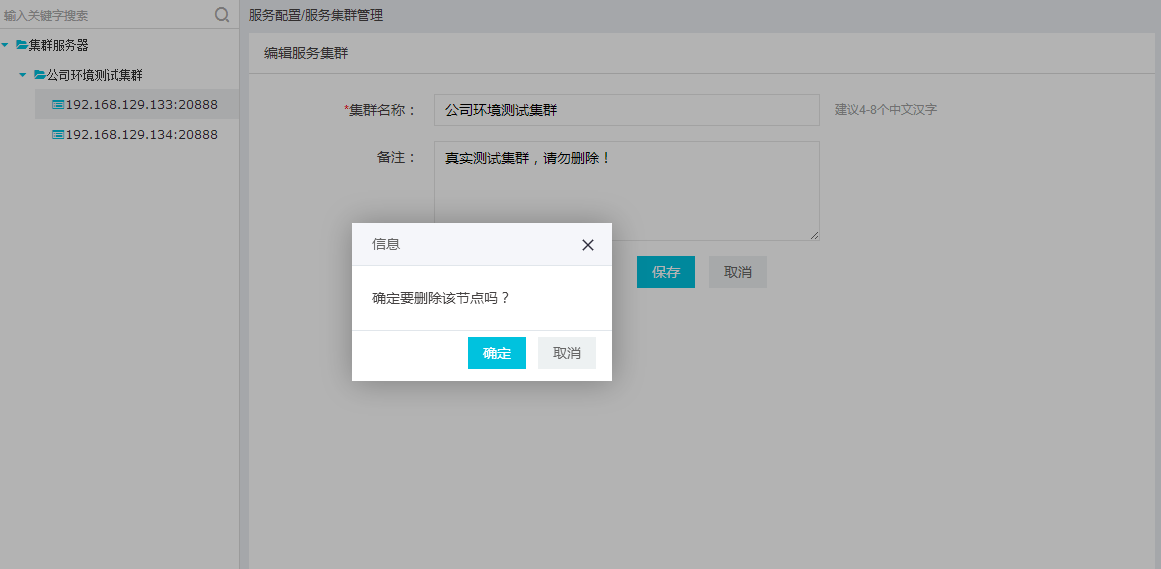 输入关键字搜索
集群服务器
公司环境测试集群
192.168.129.133:20888
192.168.129.134:20888
服务配置/服务集群管理
编辑服务集群
*集群名称：
公司环境测试集群
建议4-8个中文汉字
备注：
真实测试集群，请勿删除！
保存
取消
信息
确定要删除该节点吗？
确定
取消